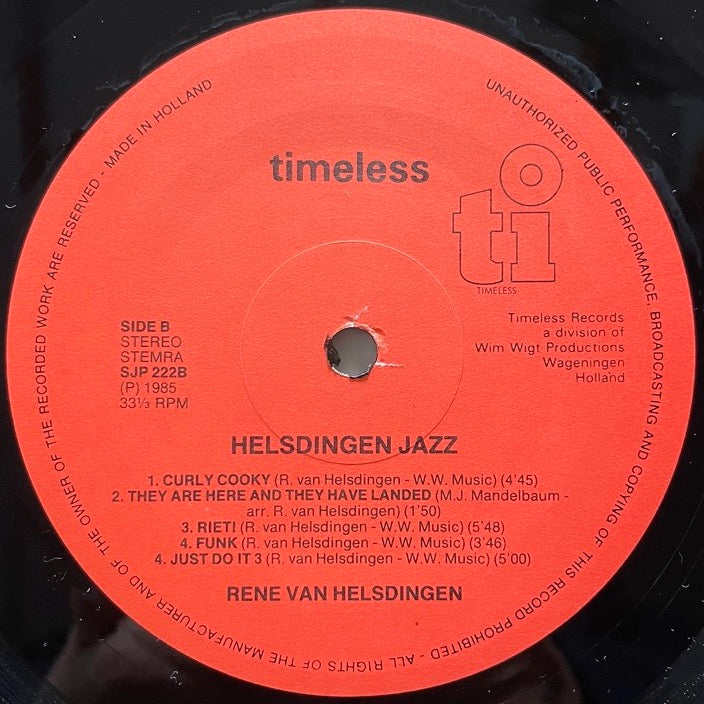 UNAUTHORIZED PUBLIC PERFORMANCE, BROADCASTING AND COPYING OF THIS RECORD PROHIBITED - ALL RIGHTS OF THE MANUFACTURER AND OF THE OWNER OF THE RECORDED WORK ARE RESERVED - MADE IN HOLLAND
timeless
ti
TIMELESS
Timeless Records
a division of
Wim Wigt Productions
Wageningen
Holland
SIDE B
STEREO
STEMRA
SJP 222B
(P) 1985
33⅓ RPM
HELSDINGEN JAZZ
1. CURLY COOKY (R. van Helsdingen - W.W. Music) (4'45)
2. THEY ARE HERE AND THEY HAVE LANDED (M.J. Mandelbaum -
arr. R. van Helsdingen) (1'50)
3. RIETI (R. van Helsdingen - W.W. Music) (5'48)
4. FUNK (R. van Helsdingen - W.W. Music) (3'46)
4. JUST DO IT 3 (R. van Helsdingen - W.W. Music) (5'00)
RENE VAN HELSDINGEN